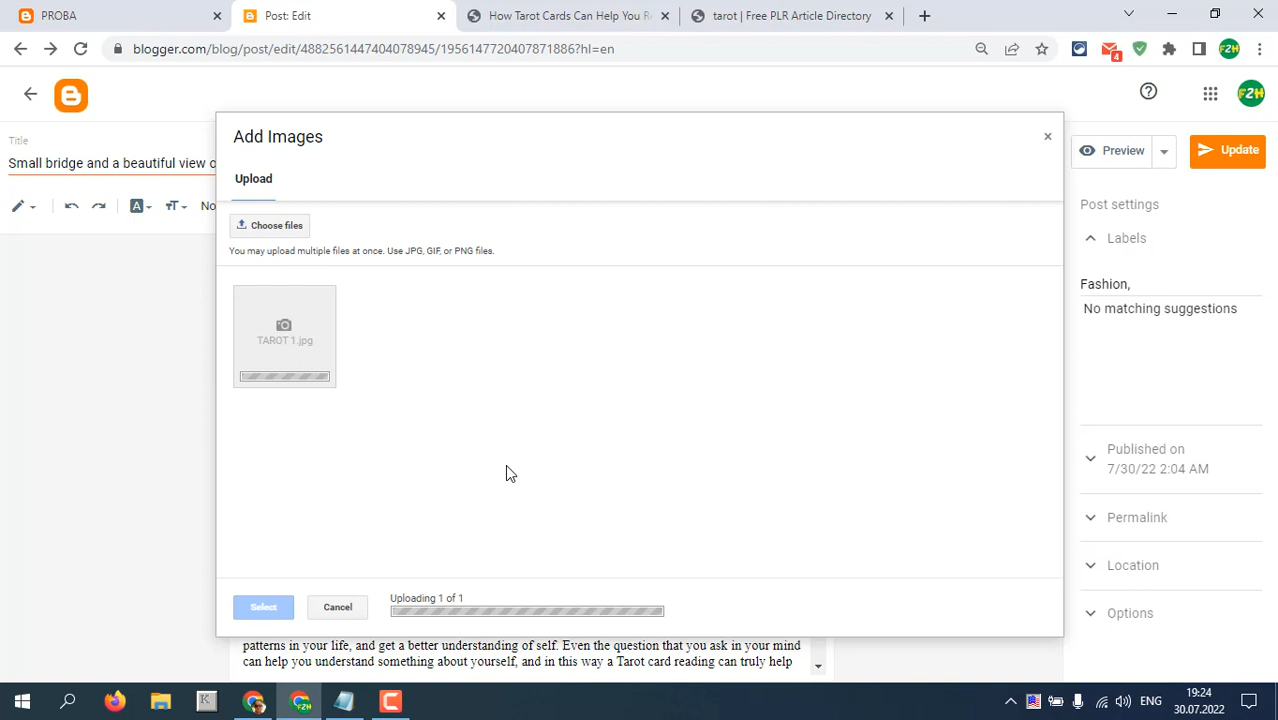 PROBA
Post: Edit
How Tarot Cards Can Help You R
tarot | Free PLR Article Directory
blogger.com/blog/post/edit/4882561447404078945/1956147720407871886?hl=en
4
F2H
F2H
Title
Small bridge and a beautiful view o
No
Preview
Update
Add Images
Upload
Choose files
You may upload multiple files at once. Use JPG, GIF, or PNG files.
TAROT 1.jpg
Select
Cancel
Uploading 1 of 1
Post settings
Labels
Fashion,
No matching suggestions
Published on
7/30/22 2:04 AM
Permalink
Location
Options
patterns in your life, and get a better understanding of self. Even the question that you ask in your mind
can help you understand something about yourself, and in this way a Tarot card reading can truly help
K
F2H
ENG
19:24
30.07.2022